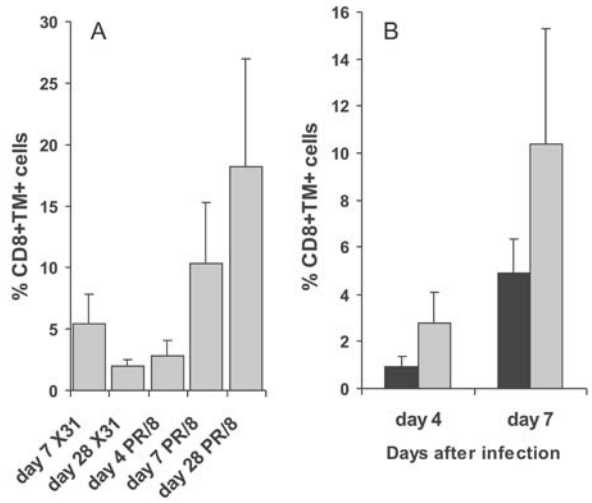 A
% CD8+TM+ cells
30
25
20
15
10
5
0
day 7 X31
day 28 X31
day 4 PR/8
day 7 PR/8
day 28 PR/8
B
% CD8+TM+ cells
16
14
12
10
8
6
4
2
0
day 4
day 7
Days after infection